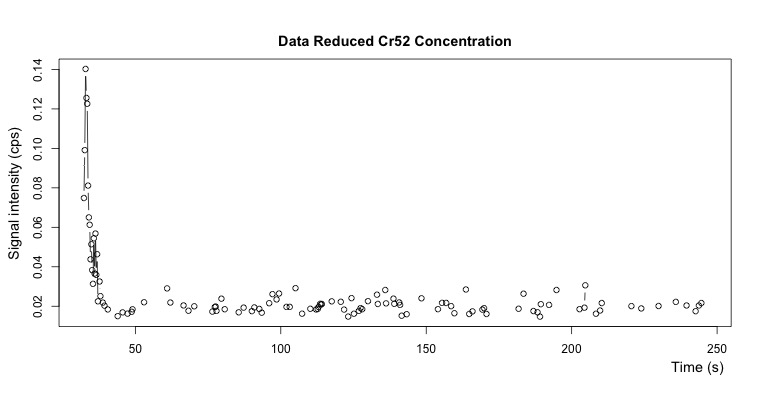 Data Reduced Cr52 Concentration
Signal intensity (cps)
0.14
0.12
0.10
0.08
0.06
0.04
0.02
50 100 150 200 250
Time (s)